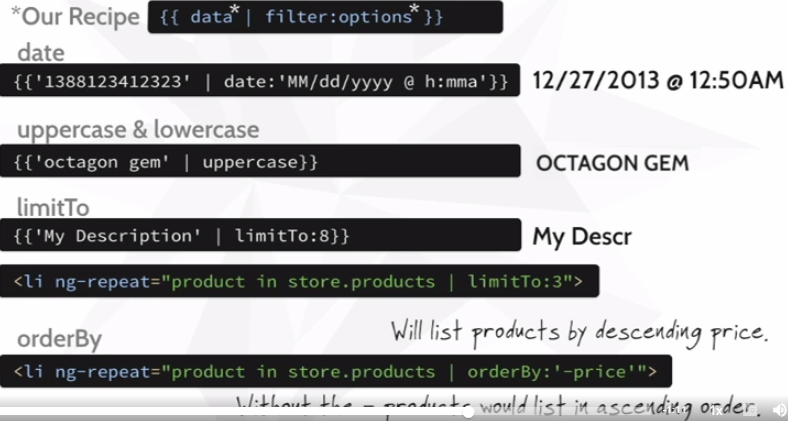 *Our Recipe {{ data* | filter:options* }}
date
{{'1388123412323' | date:'MM/dd/yyyy @ h:mma'}} 12/27/2013 @ 12:50AM
uppercase & lowercase
{{'octagon gem' | uppercase}} OCTAGON GEM
limitTo
{{'My Description' | limitTo:8}} My Descr
<li ng-repeat="product in store.products | limitTo:3">
Will list products by descending price.
orderBy
<li ng-repeat="product in store.products | orderBy:'-price'">
Without the - products would list in ascending order.
1x